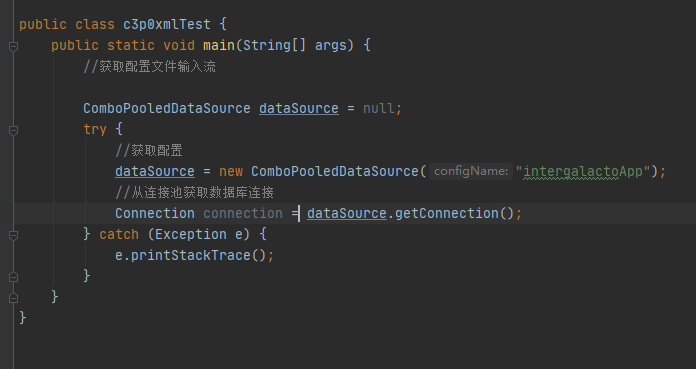 public class c3p0xmlTest {
    public static void main(String[] args) {
        //获取配置文件输入流
        ComboPooledDataSource dataSource = null;
        try {
            //获取配置
            dataSource = new ComboPooledDataSource( configName: "intergalactoApp");
            //从连接池获取数据库连接
            Connection connection = dataSource.getConnection();
        } catch (Exception e) {
            e.printStackTrace();
        }
    }
}